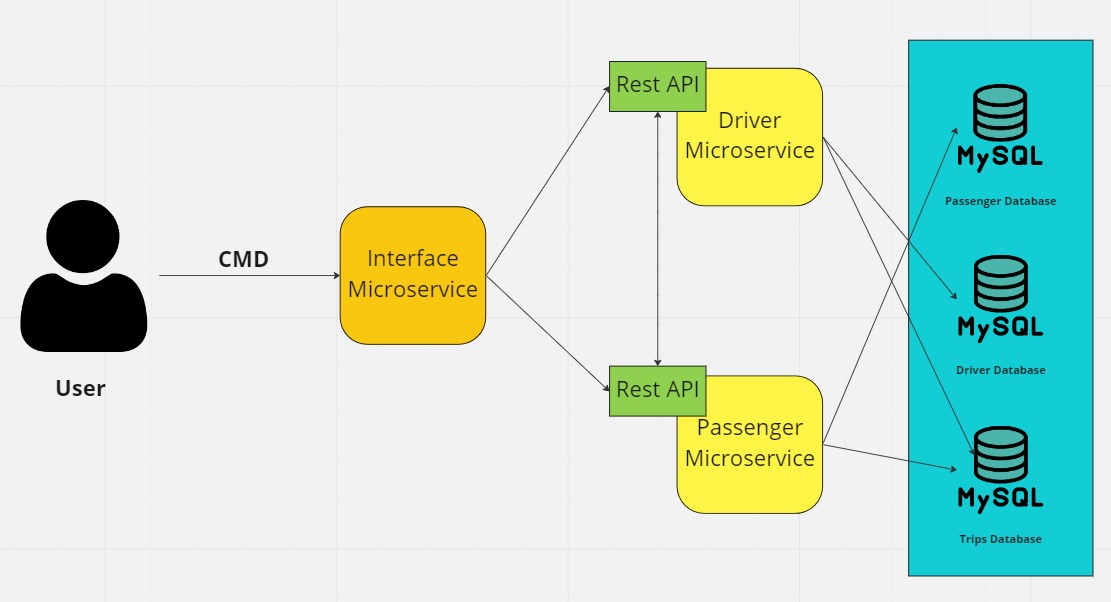 User
CMD
Interface
Microservice
Rest API
Driver
Microservice
Rest API
Passenger
Microservice
MySQL
Passenger Database
MySQL
Driver Database
MySQL
Trips Database